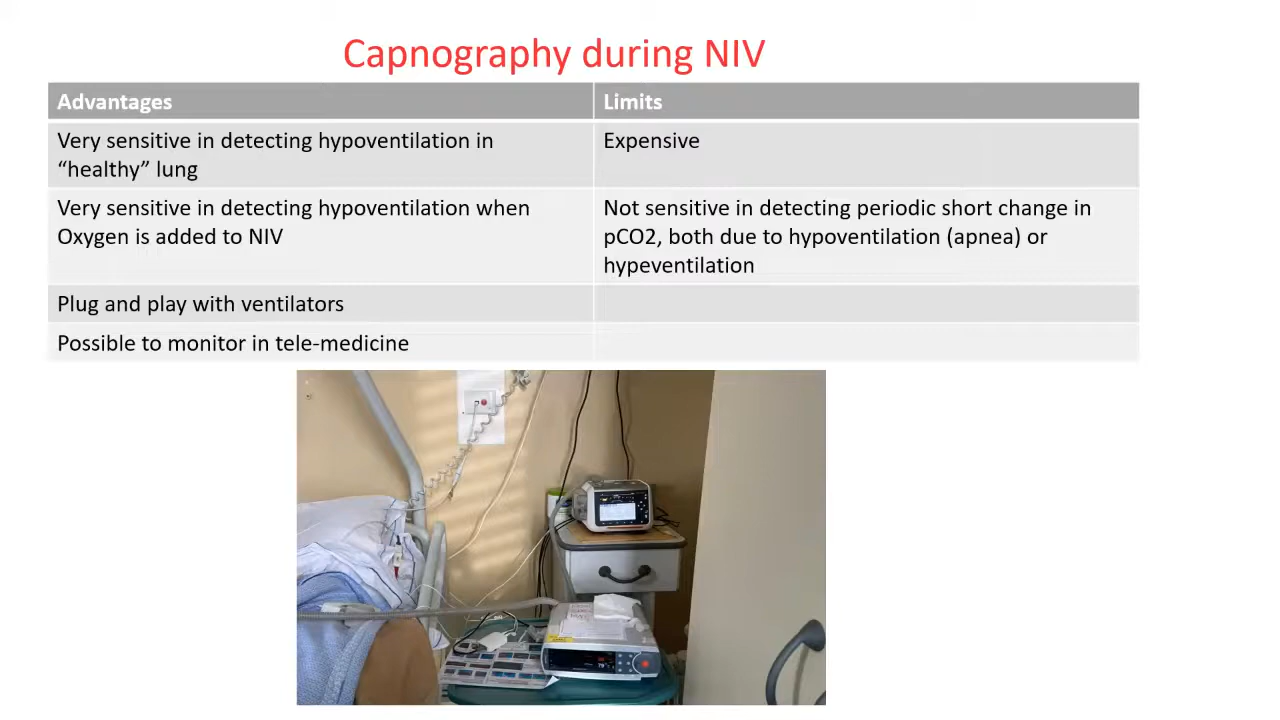 Capnography during NIV
Advantages
Limits
Very sensitive in detecting hypoventilation in
“healthy” lung
Expensive
Very sensitive in detecting hypoventilation when
Oxygen is added to NIV
Not sensitive in detecting periodic short change in
pCO2, both due to hypoventilation (apnea) or
hypeventilation
Plug and play with ventilators
Possible to monitor in tele-medicine